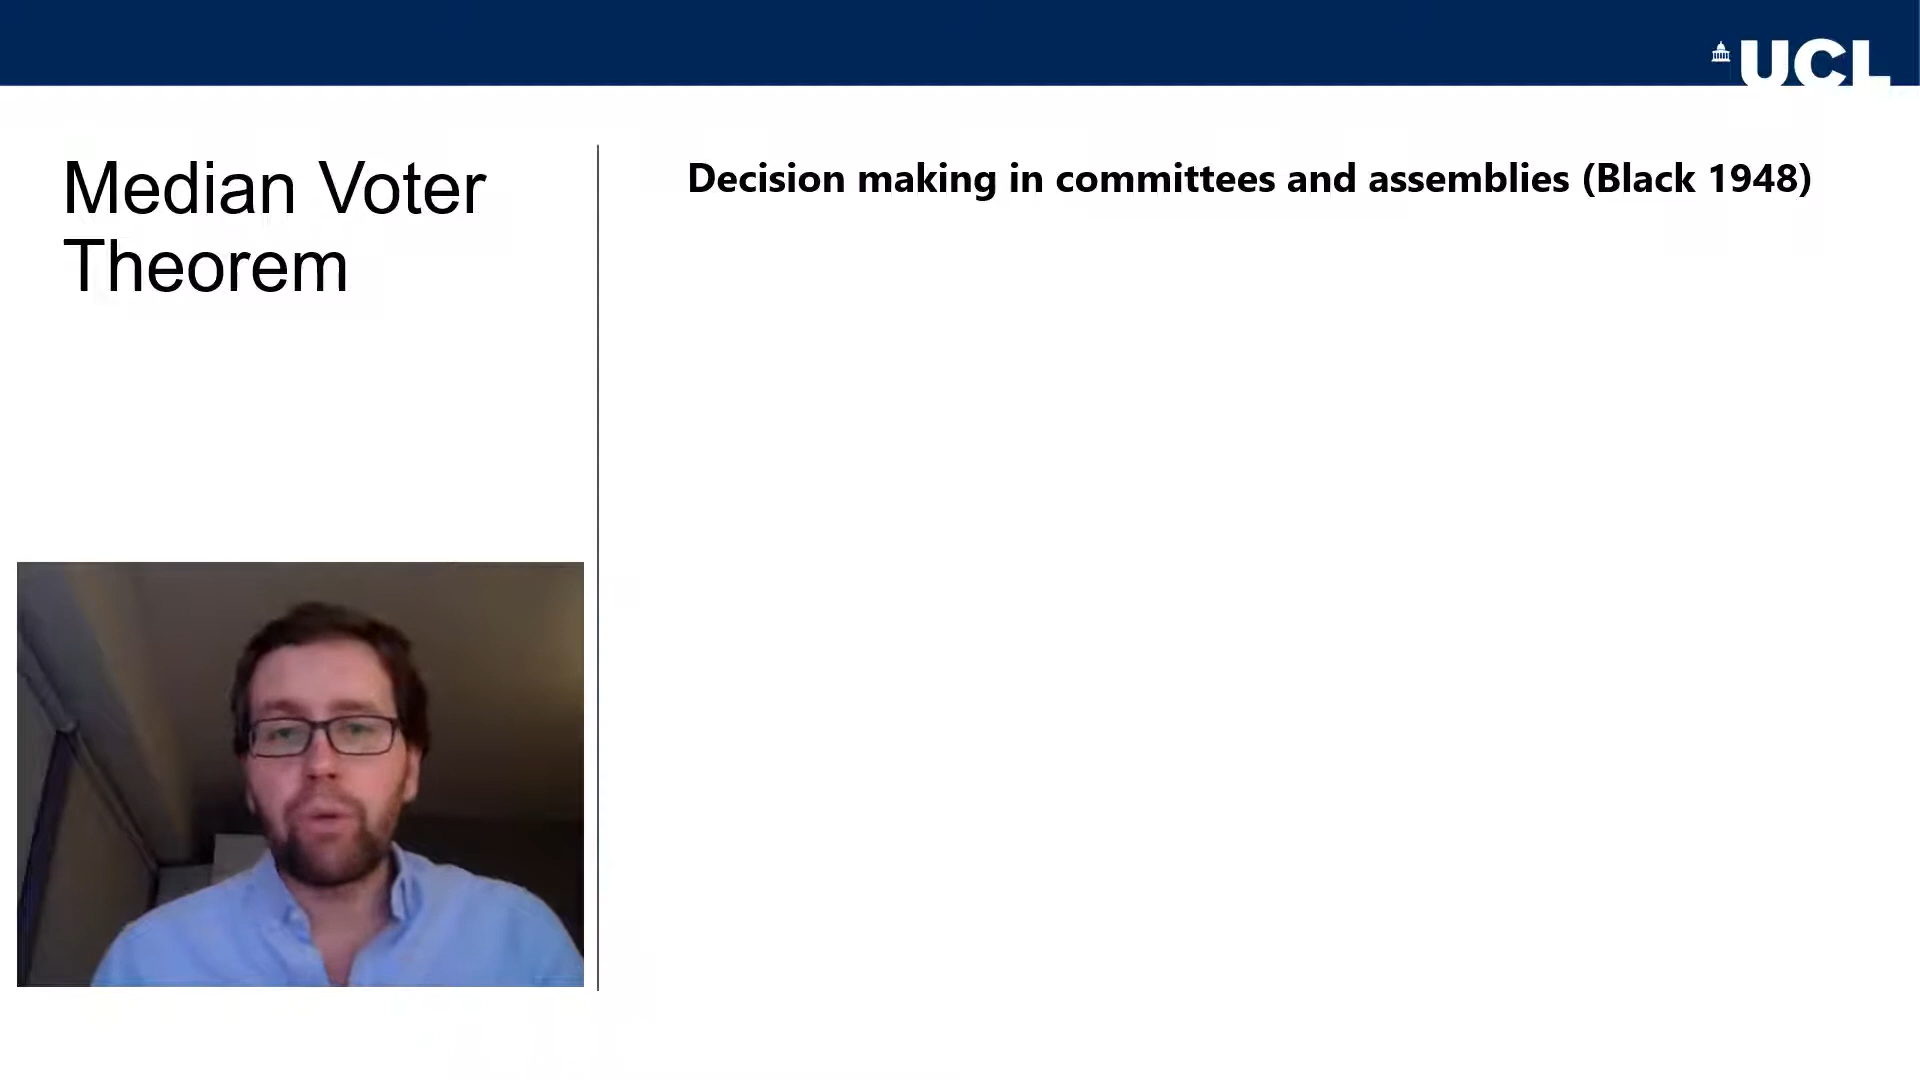 UCL
Median Voter
Theorem
Decision making in committees and assemblies (Black 1948)